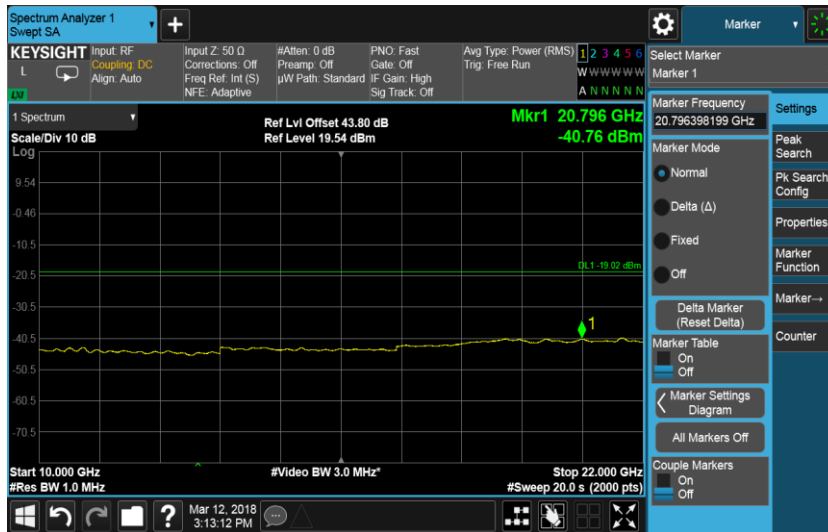 Spectrum Analyzer 1
Swept SA
+
Marker
KEYSIGHT
L
LXI
Input: RF
Coupling: DC
Align: Auto
Input Z: 50 Ω
Corrections: Off
Freq Ref: Int (S)
NFE: Adaptive
#Atten: 0 dB
Preamp: Off
µW Path: Standard
PNO: Fast
Gate: Off
IF Gain: High
Sig Track: Off
Avg Type: Power (RMS)
Trig: Free Run
1 2 3 4 5 6
W W W W W W
A N N N N N
Select Marker
Marker 1
1 Spectrum
Scale/Div 10 dB
Log
Ref Lvl Offset 43.80 dB
Ref Level 19.54 dBm
Mkr1 20.796 GHz
-40.76 dBm
9.54
-0.46
-10.5
-20.5
-30.5
-40.5
-50.5
-60.5
-70.5
DL1 -19.02 dBm
1
Start 10.000 GHz
#Res BW 1.0 MHz
#Video BW 3.0 MHz*
Stop 22.000 GHz
#Sweep 20.0 s (2000 pts)
Marker Frequency
20.796398199 GHz
Marker Mode
Normal
Delta (Δ)
Fixed
Off
Delta Marker
(Reset Delta)
Marker Table
On
Off
Marker Settings
Diagram
All Markers Off
Couple Markers
On
Off
Settings
Peak
Search
Pk Search
Config
Properties
Marker
Function
Marker→
Counter
?
Mar 12, 2018
3:13:12 PM